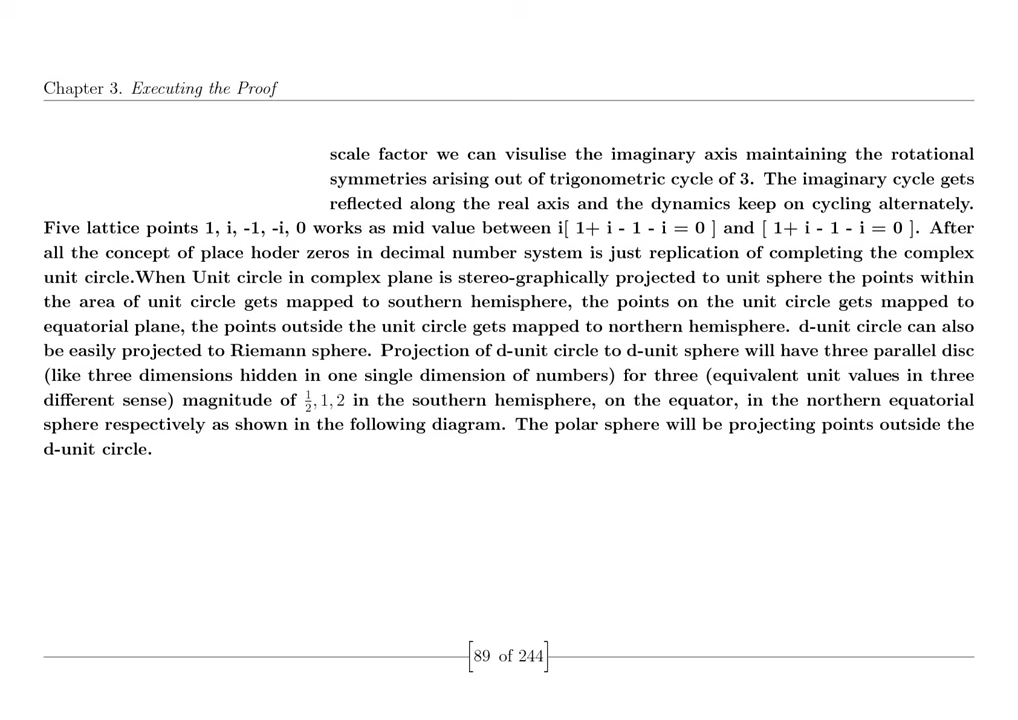 Chapter 3. Executing the Proof
scale factor we can visulise the imaginary axis maintaining the rotational
symmetries arising out of trigonometric cycle of 3. The imaginary cycle gets
reflected along the real axis and the dynamics keep on cycling alternately.
Five lattice points 1, i, -1, -i, 0 works as mid value between i[ 1+ i - 1 - i = 0 ] and [ 1+ i - 1 - i = 0 ]. After
all the concept of place hoder zeros in decimal number system is just replication of completing the complex
unit circle.When Unit circle in complex plane is stereo-graphically projected to unit sphere the points within
the area of unit circle gets mapped to southern hemisphere, the points on the unit circle gets mapped to
equatorial plane, the points outside the unit circle gets mapped to northern hemisphere. d-unit circle can also
be easily projected to Riemann sphere. Projection of d-unit circle to d-unit sphere will have three parallel disc
(like three dimensions hidden in one single dimension of numbers) for three (equivalent unit values in three
different sense) magnitude of 1/2, 1, 2 in the southern hemisphere, on the equator, in the northern equatorial
sphere respectively as shown in the following diagram. The polar sphere will be projecting points outside the
d-unit circle.
[89 of 244]